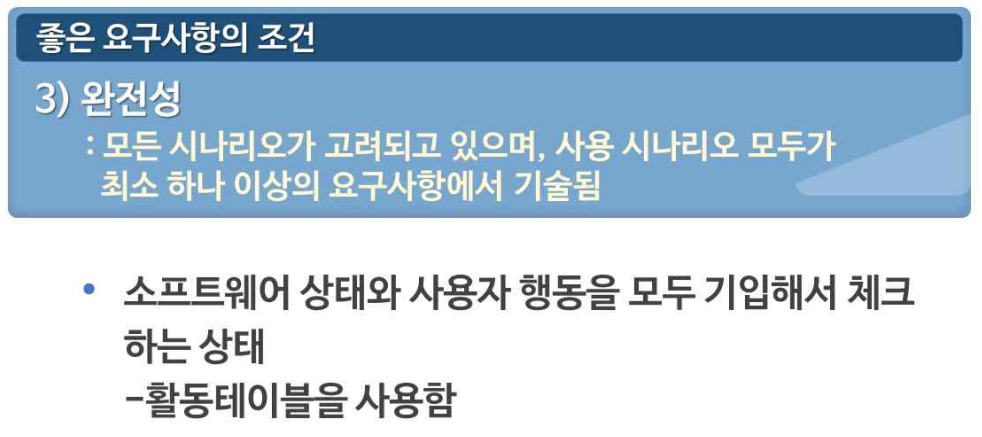 좋은 요구사항의 조건
3) 완전성
: 모든 시나리오가 고려되고 있으며, 사용 시나리오 모두가
최소 하나 이상의 요구사항에서 기술됨
• 소프트웨어 상태와 사용자 행동을 모두 기입해서 체크
하는 상태
-활동테이블을 사용함